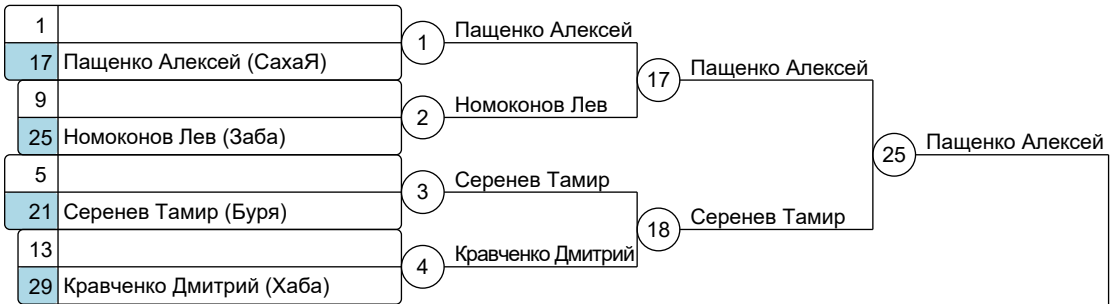 1
17 Пащенко Алексей (СахаЯ)
9
25 Номоконов Лев (Заба)
5
21 Серенев Тамир (Буря)
13
29 Кравченко Дмитрий (Хаба)
1 Пащенко Алексей
2 Номоконов Лев
3 Серенев Тамир
4 Кравченко Дмитрий
17 Пащенко Алексей
18 Серенев Тамир
25 Пащенко Алексей